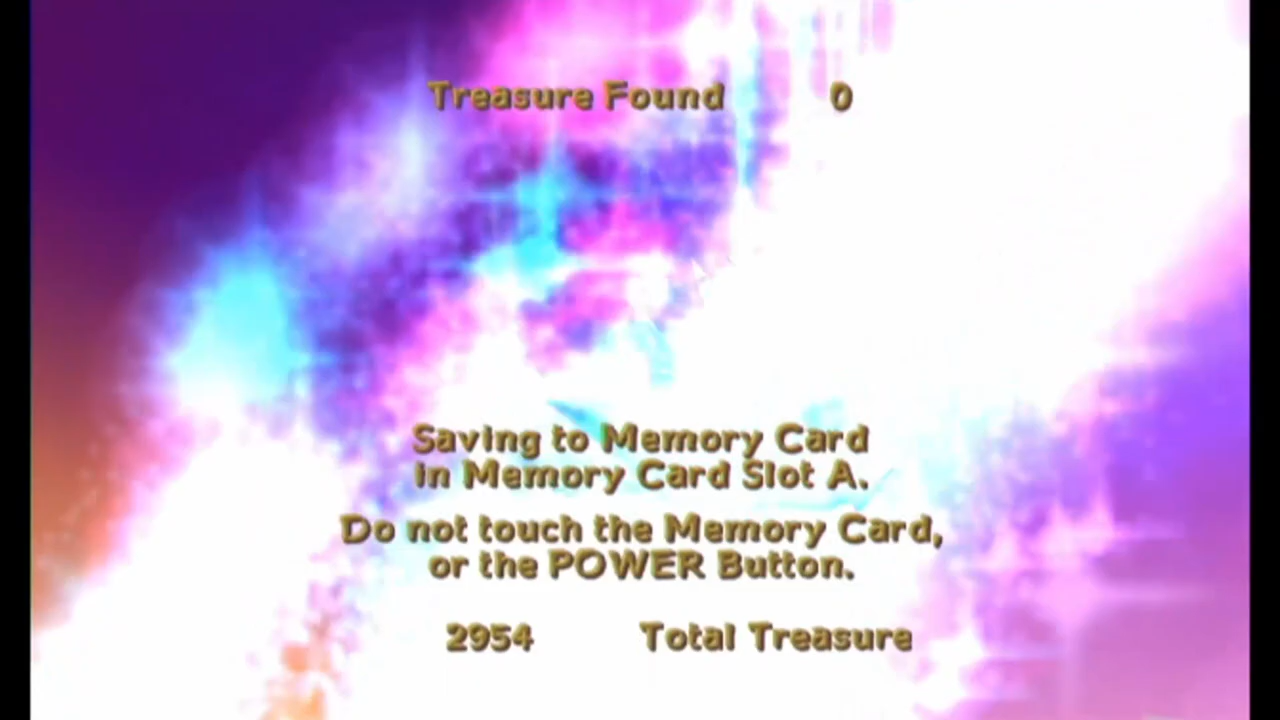 Treasure Found 0
Saving to Memory Card
in Memory Card Slot A.
Do not touch the Memory Card,
or the POWER Button.
2954 Total Treasure